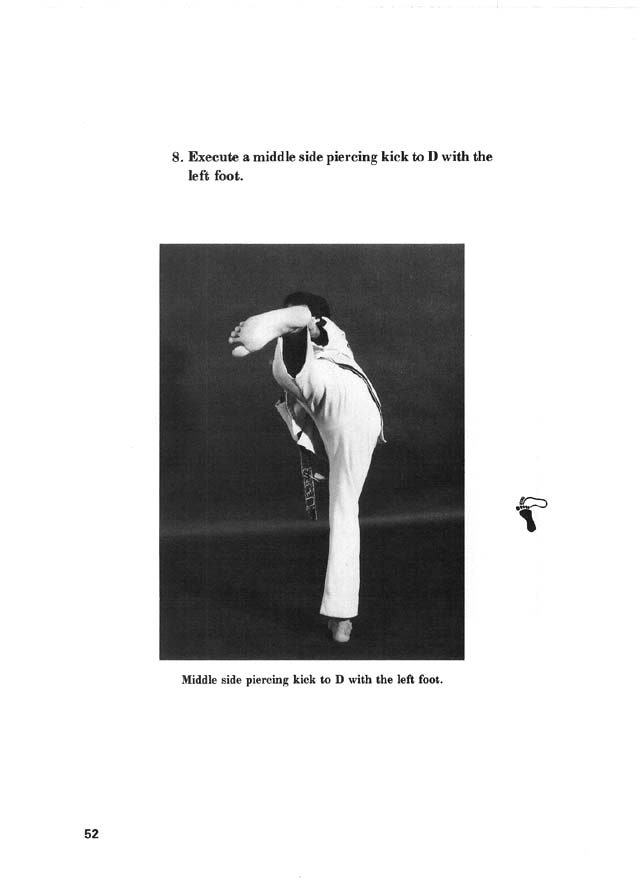 8. Execute a middle side piercing kick to D with the
left foot.
Middle side piercing kick to D with the left foot.
52